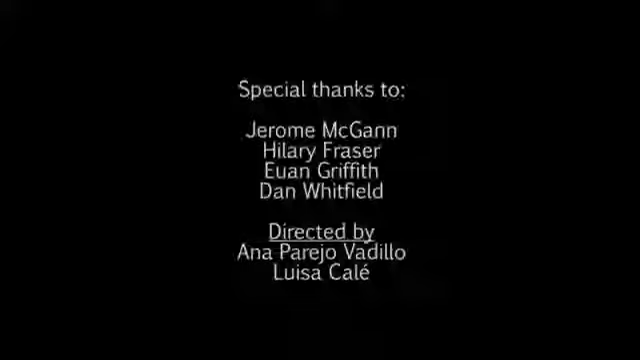 Special thanks to:
Jerome McGann
Hilary Fraser
Euan Griffith
Dan Whitfield
Directed by
Ana Parejo Vadillo
Luisa Calé